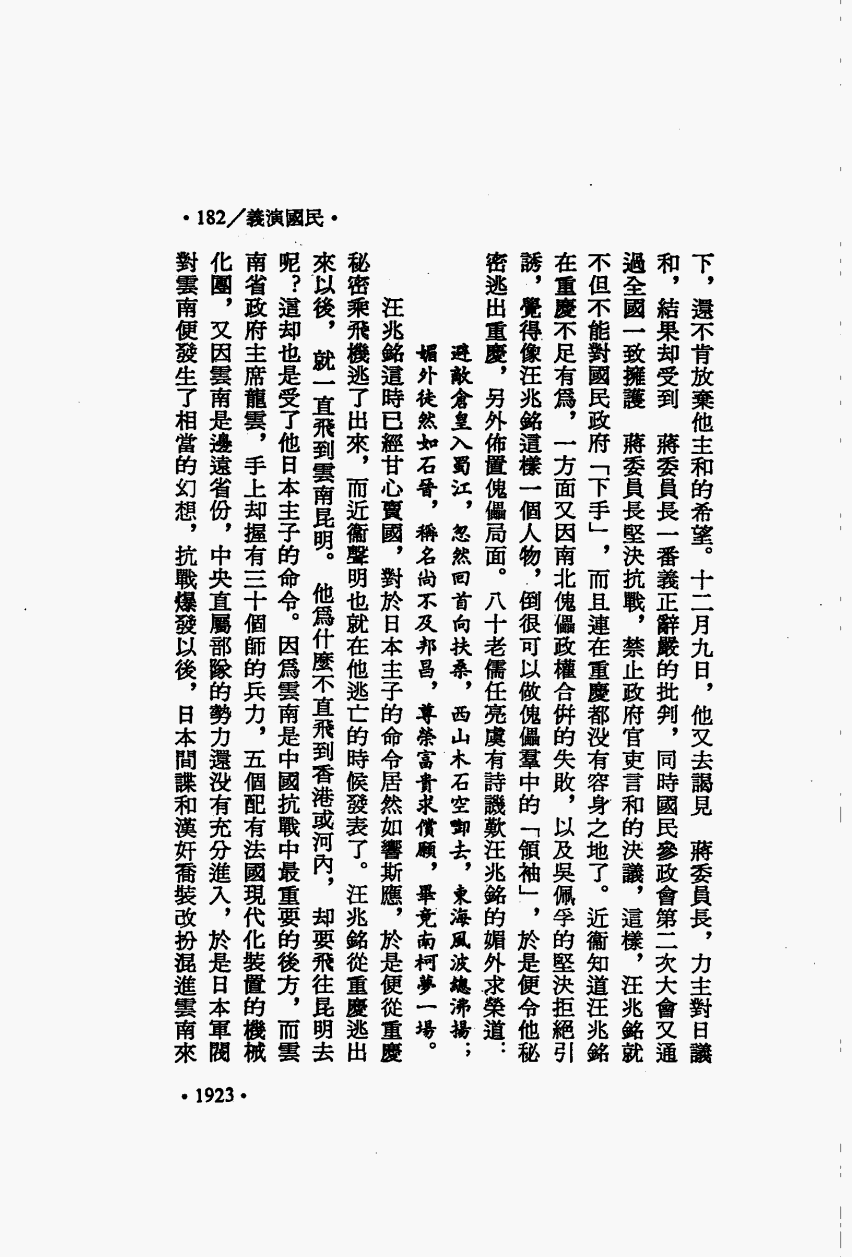 •182/義演國民•
下，還不肯放棄他主和的希望。十二月九日，他又去謁見　蔣委員長，力主對日議
和，結果却受到　蔣委員長一番義正辭嚴的批判，同時國民參政會第二次大會又通
過全國一致擁護　蔣委員長堅決抗戰，禁止政府官吏言和的決議，這樣，汪兆銘就
不但不能對國民政府「下手」，而且連在重慶都没有容身之地了。近衞知道汪兆銘
在重慶不足有爲，一方面又因南北傀儡政權合併的失敗，以及吳佩孚的堅決拒絕引
誘，覺得像汪兆銘這樣一個人物，倒很可以做傀儡羣中的「領袖」，於是便令他秘
密逃出重慶，另外佈置傀儡局面。八十老儒任亮虞有詩譏歎汪兆銘的媚外求榮道：
避敵倉皇入蜀江，忽然回首向扶桑，西山木石空啣去，東海風波總沸揚；
媚外徒然如石晉，稱名尚不及邦昌，尊榮富貴求償願，畢竟南柯夢一場。
汪兆銘這時已經甘心賣國，對於日本主子的命令居然如響斯應，於是便從重慶
秘密乘飛機逃了出來，而近衞聲明也就在他逃亡的時候發表了。汪兆銘從重慶逃出
來以後，就一直飛到雲南昆明。他爲什麼不直飛到香港或河內，却要飛往昆明去
呢？這却也是受了他日本主子的命令。因爲雲南是中國抗戰中最重要的後方，而雲
南省政府主席龍雲，手上却握有三十個師的兵力，五個配有法國現代化裝置的機械
化團，又因雲南是邊遠省份，中央直屬部隊的勢力還没有充分進入，於是日本軍閥
對雲南便發生了相當的幻想，抗戰爆發以後，日本間諜和漢奸喬裝改扮混進雲南來
•1923•